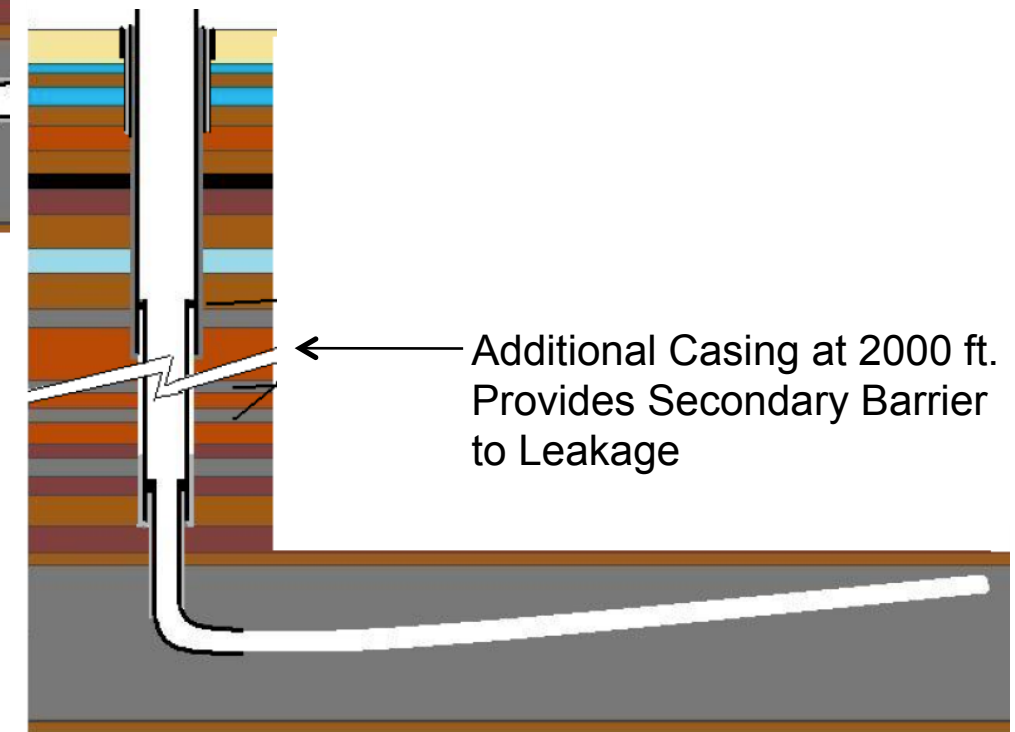 Additional Casing at 2000 ft.
Provides Secondary Barrier
to Leakage